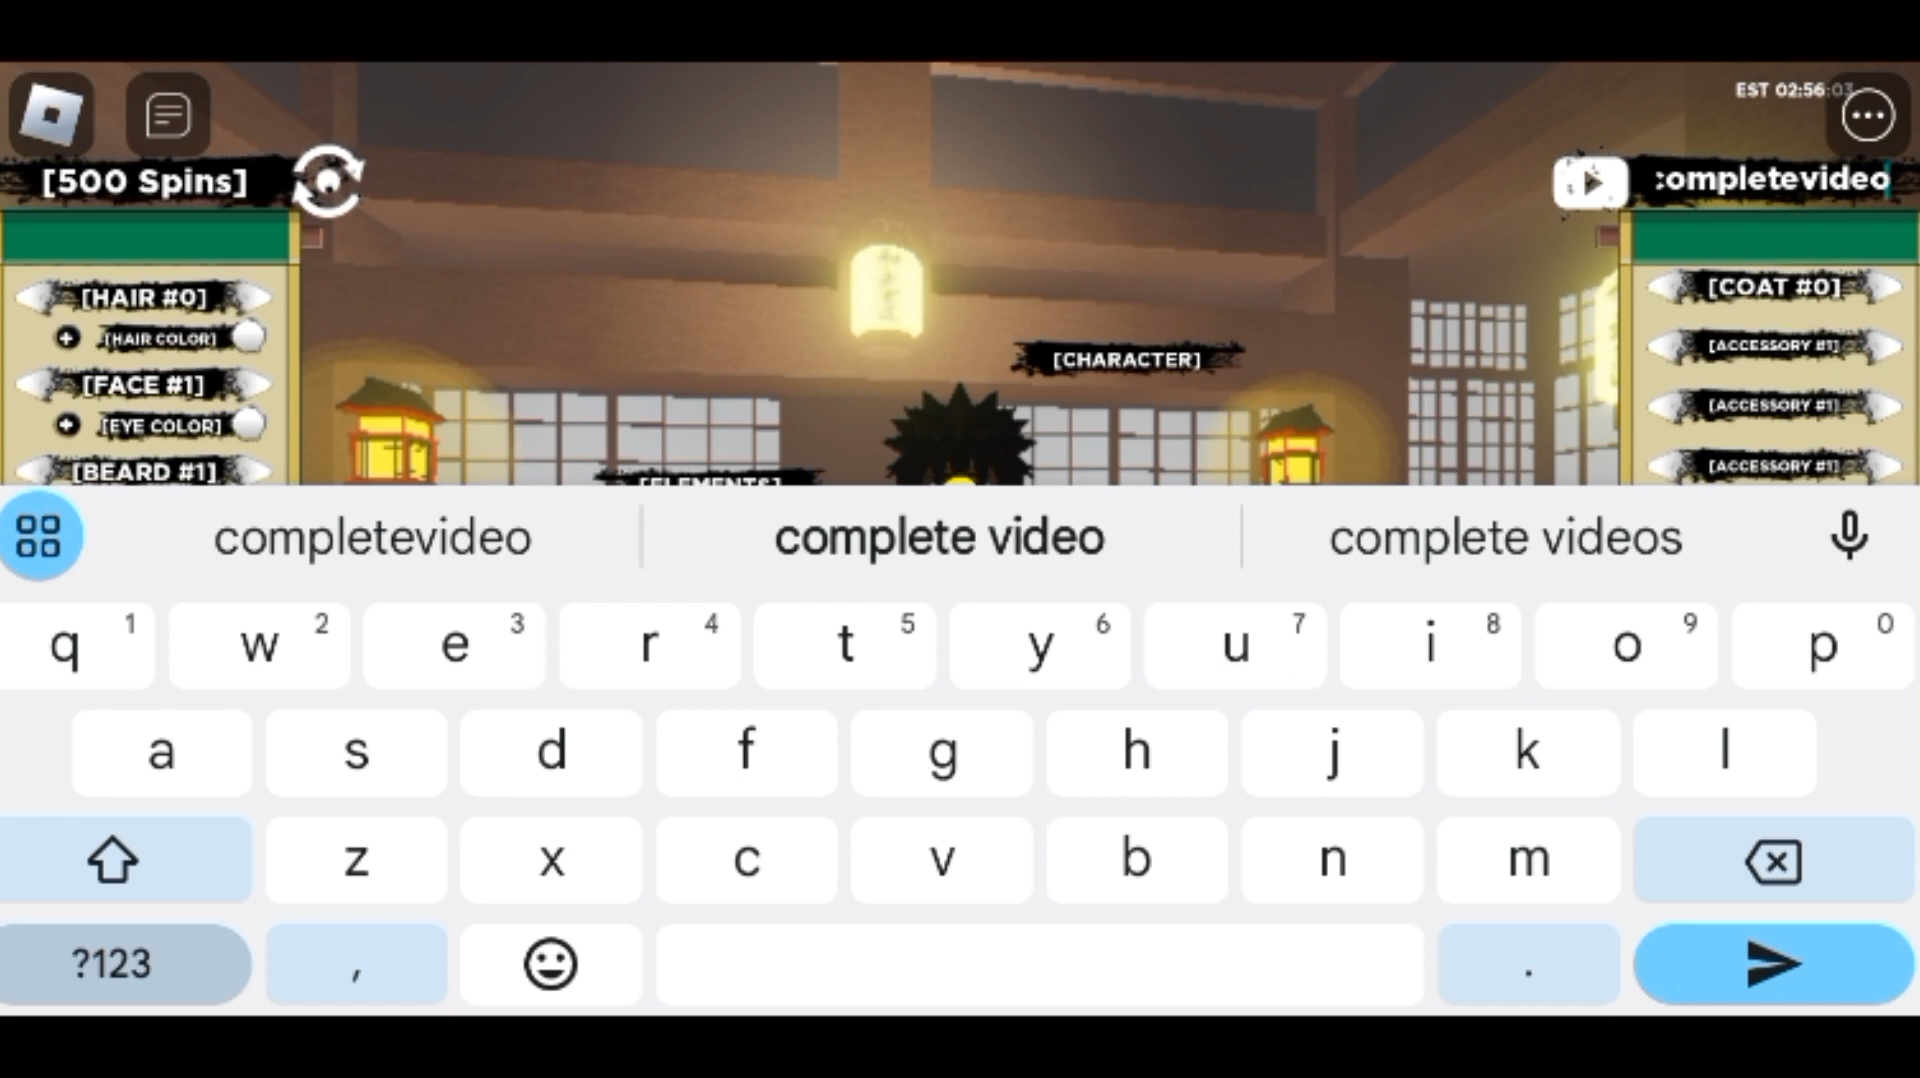 EST 02:56:03
[500 Spins]
:ompletevideo
[HAIR #0]
[HAIR COLOR]
[FACE #1]
[EYE COLOR]
[BEARD #1]
[CHARACTER]
[ELEMENTS]
[COAT #0]
[ACCESSORY #1]
[ACCESSORY #1]
[ACCESSORY #1]
completevideo complete video complete videos
q 1 w 2 e 3 r 4 t 5 y 6 u 7 i 8 o 9 p 0
a s d f g h j k l
z x c v b n m
?123 , .